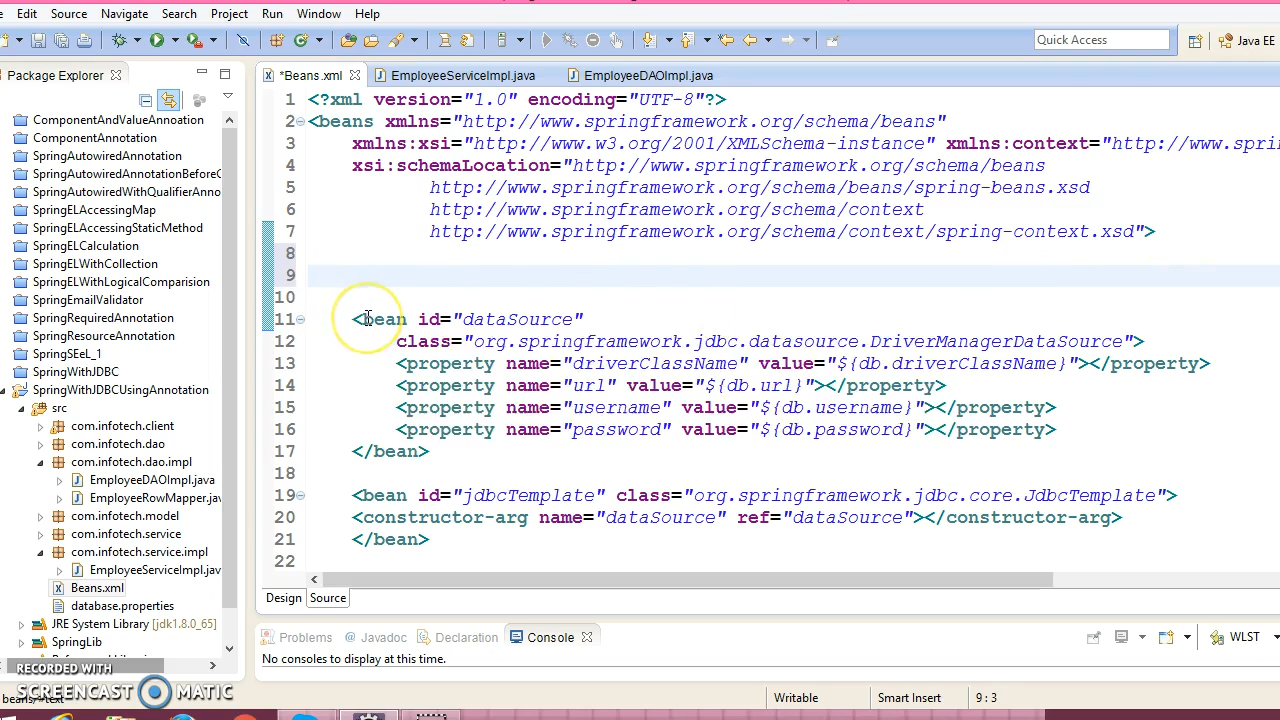 Edit Source Navigate Search Project Run Window Help
Quick Access
Java EE
Package Explorer
*Beans.xml EmployeeServiceImpl.java EmployeeDAOImpl.java
ComponentAndValueAnnoation
ComponentAnnotation
SpringAutowiredAnnotation
SpringAutowiredAnnotationBeforeC
SpringAutowiredWithQualifierAnno
SpringELAccessingMap
SpringELAccessingStaticMethod
SpringELCalculation
SpringELWithCollection
SpringELWithLogicalComparision
SpringEmailValidator
SpringRequiredAnnotation
SpringResourceAnnotation
SpringSEeL_1
SpringWithJDBC
SpringWithJDBCUsingAnnotation
src
com.infotech.client
com.infotech.dao
com.infotech.dao.impl
EmployeeDAOImpl.java
EmployeeRowMapper.jav
com.infotech.model
com.infotech.service
com.infotech.service.impl
EmployeeServiceImpl.jav
Beans.xml
database.properties
JRE System Library [jdk1.8.0_65]
SpringLib
1 <?xml version="1.0" encoding="UTF-8"?>
2 <beans xmlns="http://www.springframework.org/schema/beans"
3 xmlns:xsi="http://www.w3.org/2001/XMLSchema-instance" xmlns:context="http://www.spri
4 xsi:schemaLocation="http://www.springframework.org/schema/beans
5 http://www.springframework.org/schema/beans/spring-beans.xsd
6 http://www.springframework.org/schema/context
7 http://www.springframework.org/schema/context/spring-context.xsd">
8
9
10
11 <bean id="dataSource"
12 class="org.springframework.jdbc.datasource.DriverManagerDataSource">
13 <property name="driverClassName" value="${db.driverClassName}"></property>
14 <property name="url" value="${db.url}"></property>
15 <property name="username" value="${db.username}"></property>
16 <property name="password" value="${db.password}"></property>
17 </bean>
18
19 <bean id="jdbcTemplate" class="org.springframework.jdbc.core.JdbcTemplate">
20 <constructor-arg name="dataSource" ref="dataSource"></constructor-arg>
21 </bean>
22
Design Source
Problems Javadoc Declaration Console
WLST
No consoles to display at this time.
RECORDED WITH
SCREENCAST MATIC
beans/#text
Writable Smart Insert 9 : 3